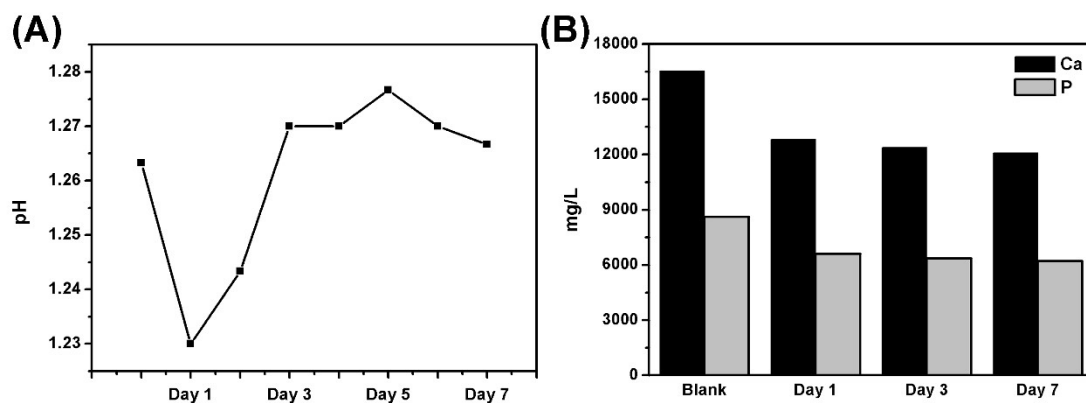 (A)
pH
1.28
1.27
1.26
1.25
1.24
1.23
Day 1 Day 3 Day 5 Day 7
(B)
mg/L
18000
15000
12000
9000
6000
3000
0
Ca
P
Blank Day 1 Day 3 Day 7